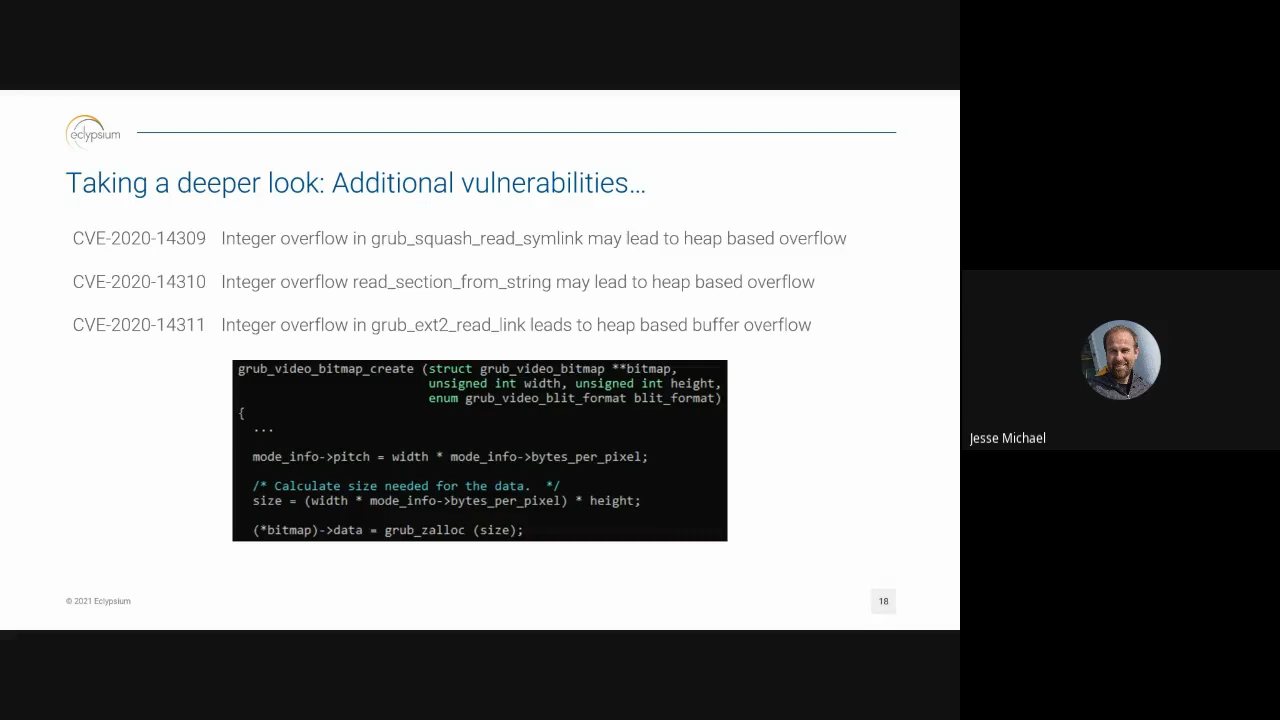 eclypsium
Taking a deeper look: Additional vulnerabilities…
CVE-2020-14309 Integer overflow in grub_squash_read_symlink may lead to heap based overflow
CVE-2020-14310 Integer overflow read_section_from_string may lead to heap based overflow
CVE-2020-14311 Integer overflow in grub_ext2_read_link leads to heap based buffer overflow
grub_video_bitmap_create (struct grub_video_bitmap **bitmap,
unsigned int width, unsigned int height,
enum grub_video_blit_format blit_format)
{
...
mode_info->pitch = width * mode_info->bytes_per_pixel;
/* Calculate size needed for the data. */
size = (width * mode_info->bytes_per_pixel) * height;
(*bitmap)->data = grub_zalloc (size);
© 2021 Eclypsium
18
Jesse Michael